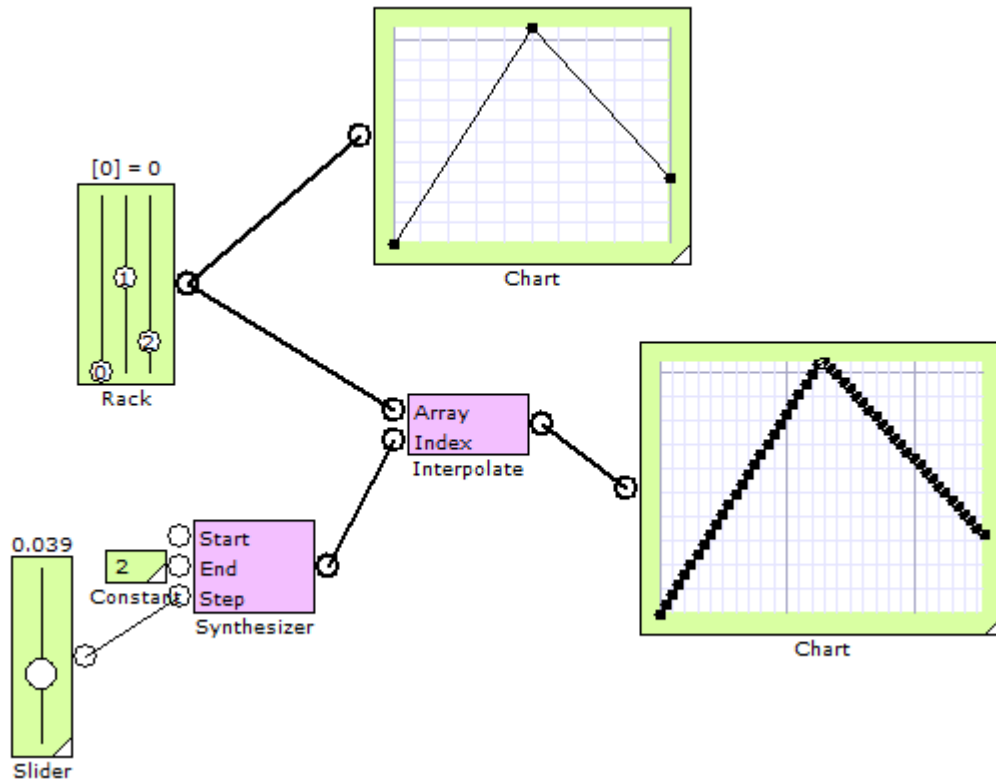 Chart
[0] = 0
0
1
2
Rack
Array
Index
Interpolate
Chart
0.039
Slider
2
Constant
Start
End
Step
Synthesizer